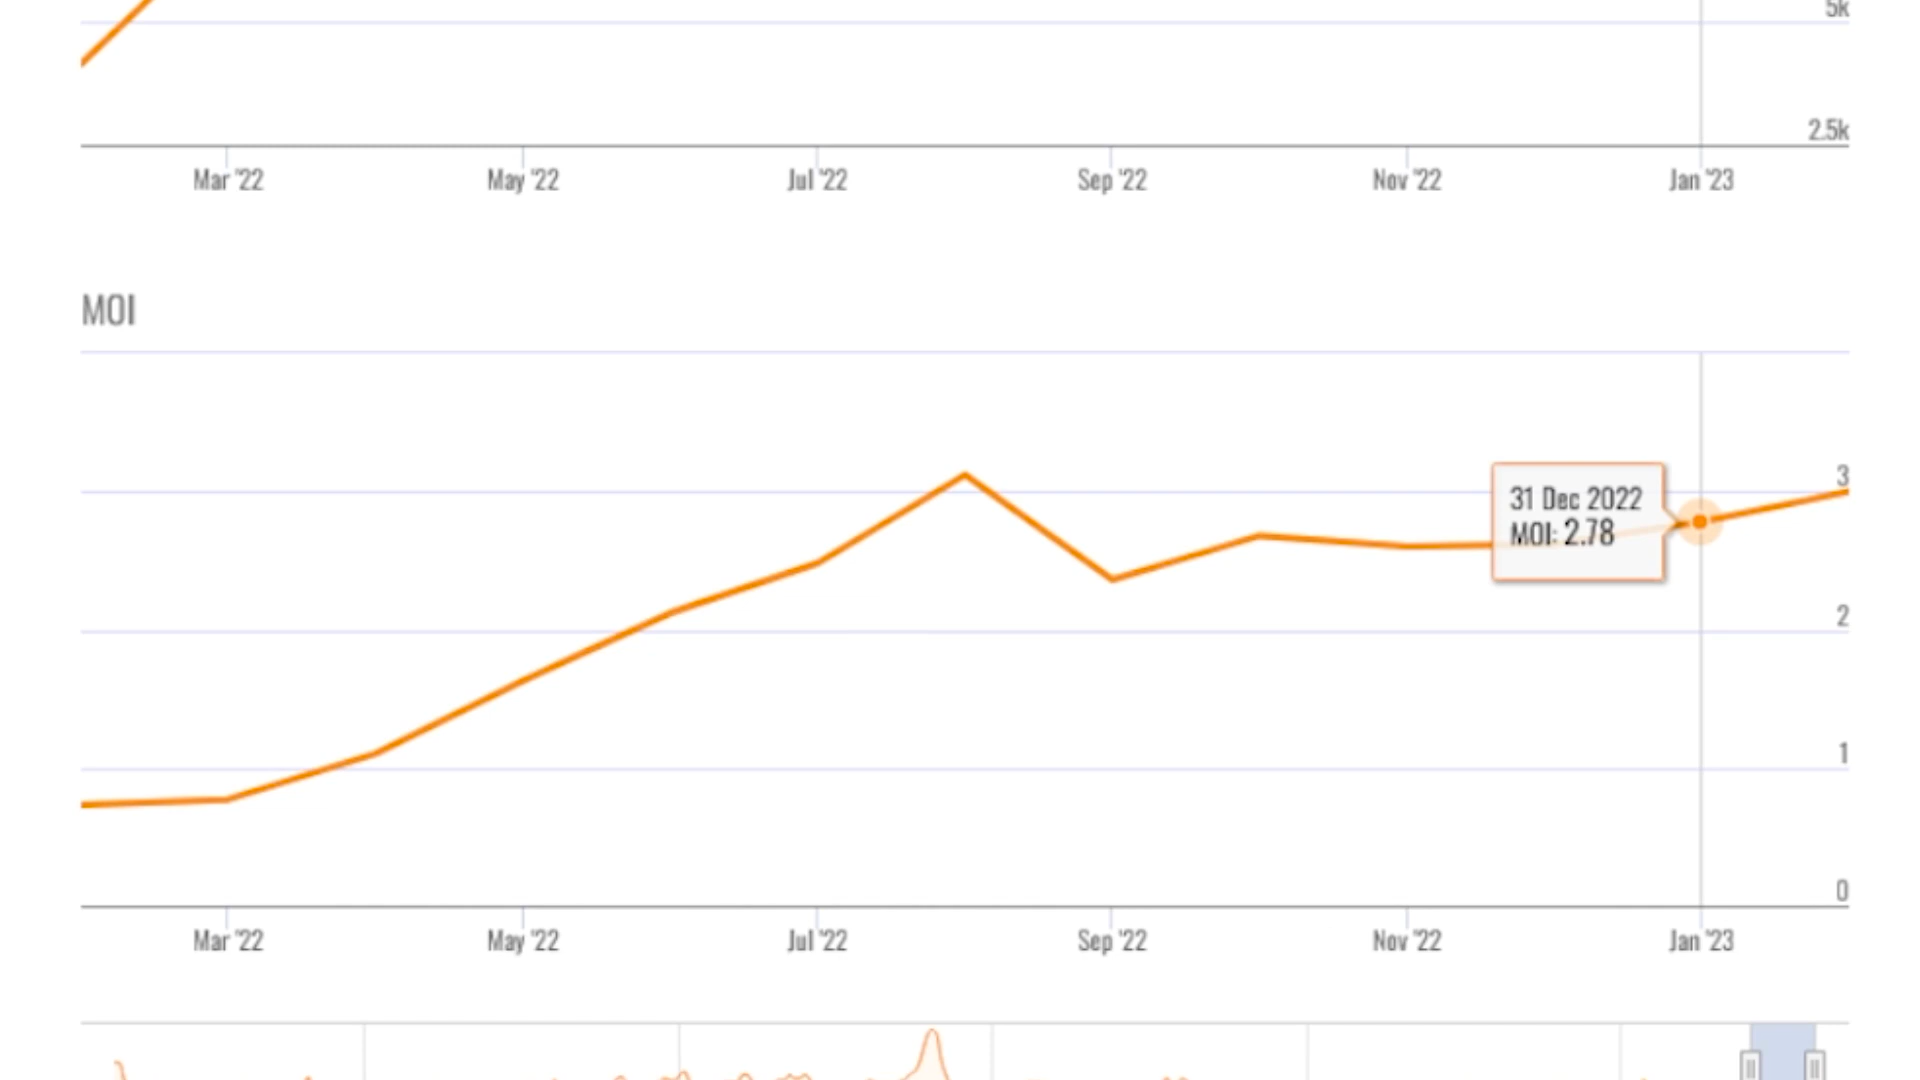 5k
2.5k
Mar '22 May '22 Jul '22 Sep '22 Nov '22 Jan '23
MOI
3
31 Dec 2022
MOI: 2.78
2
1
0
Mar '22 May '22 Jul '22 Sep '22 Nov '22 Jan '23